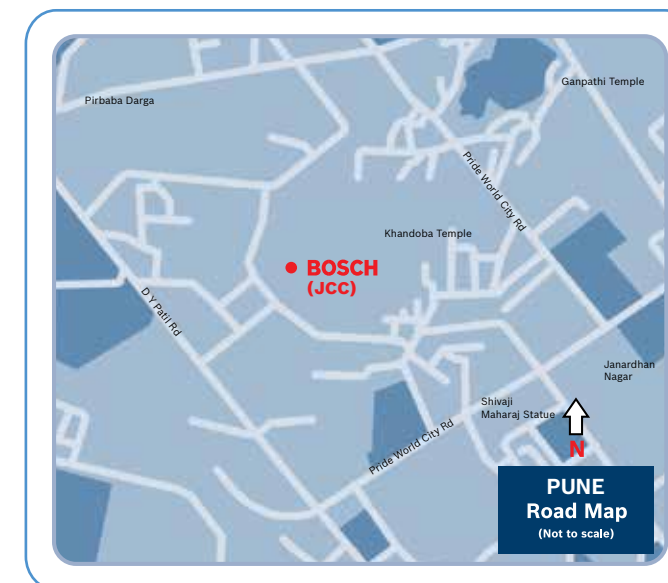 Ganpathi Temple
Pirbaba Darga
Pride World City Rd
Khandoba Temple
BOSCH
(JCC)
D Y Patil Rd
Janardhan
Nagar
Shivaji
Maharaj Statue
Pride World City Rd
N
PUNE
Road Map
(Not to scale)